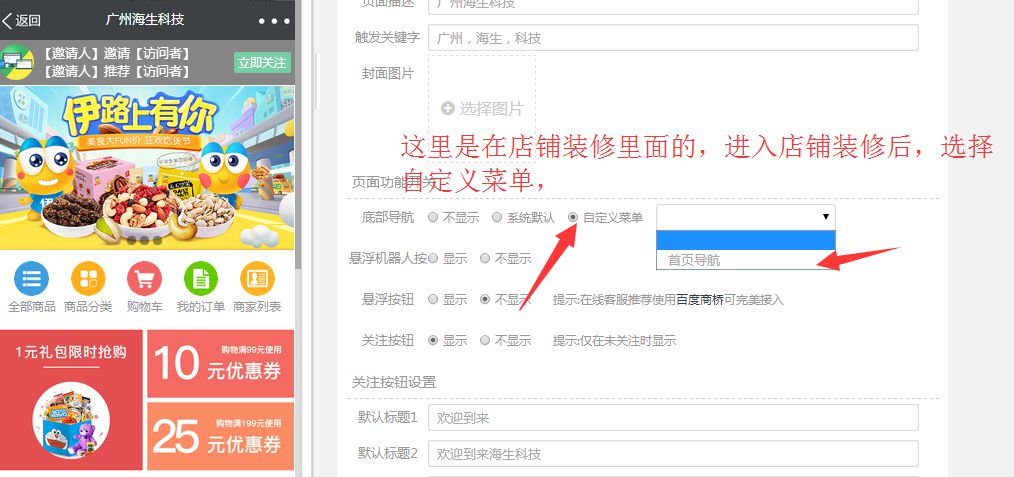 返回
广州海生科技
【邀请人】邀请【访问者】
【邀请人】推荐【访问者】
立即关注
伊路上有你
美食大FUN价 狂欢吃货节
全部商品
商品分类
购物车
我的订单
商家列表
1元礼包限时抢购
10
购物满99元使用
元优惠券
25
购物满199元使用
元优惠券
页面描述
广州海生科技
触发关键字
广州，海生，科技
封面图片
选择图片
这里是在店铺装修里面的，进入店铺装修后，选择
自定义菜单，
页面功能开关
底部导航
不显示
系统默认
自定义菜单
首页导航
悬浮机器人按
显示
不显示
悬浮按钮
显示
不显示
提示:在线客服推荐使用百度商桥可完美接入
关注按钮
显示
不显示
提示:仅在未关注时显示
关注按钮设置
默认标题1
欢迎到来
默认标题2
欢迎到来海生科技